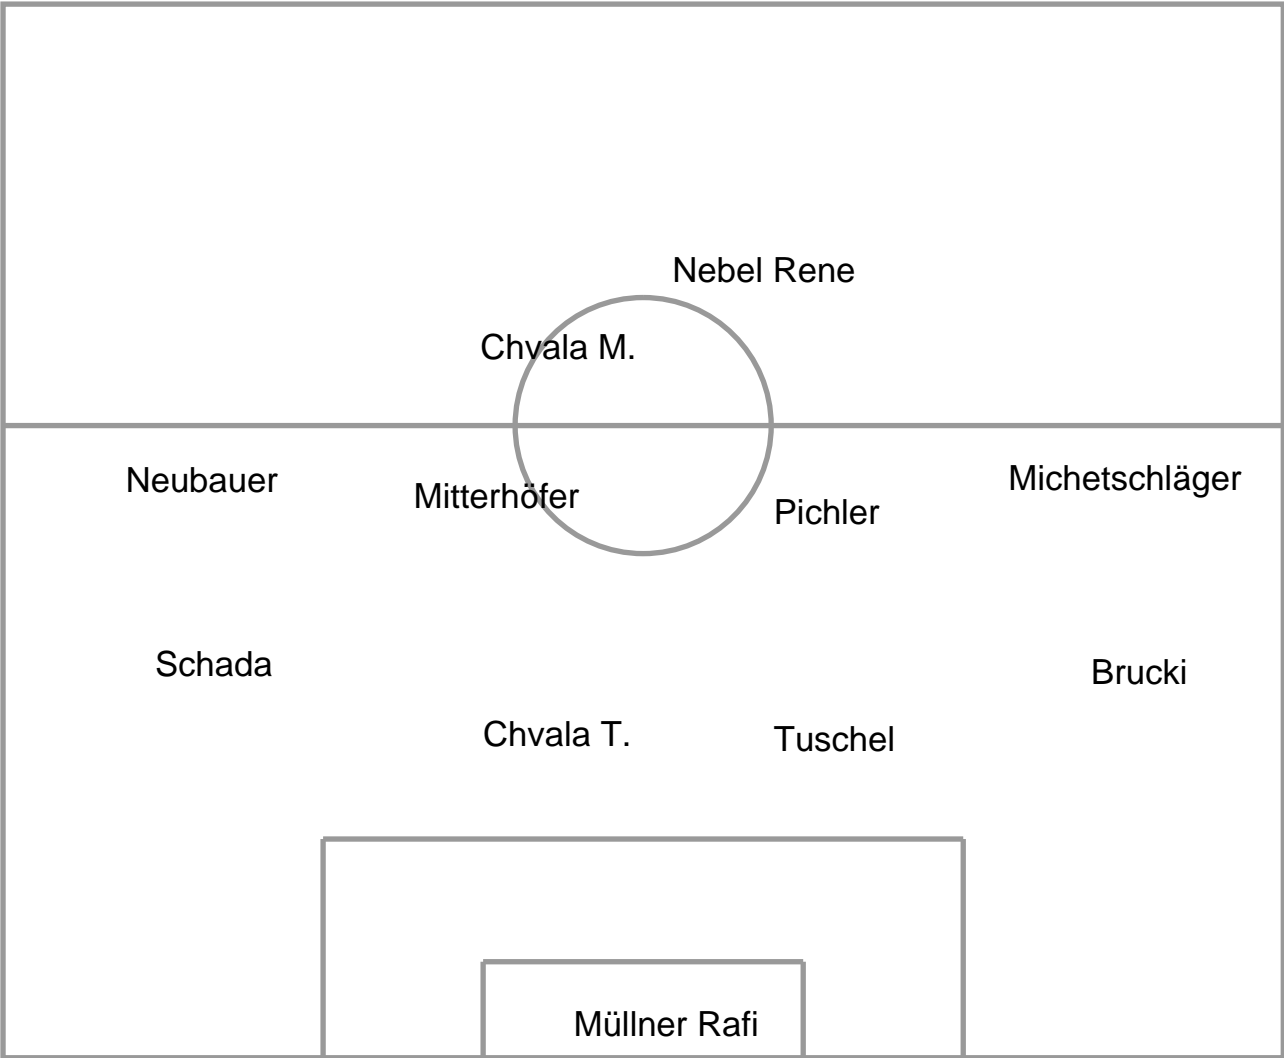 Nebel Rene
Chvala M.
Neubauer
Mitterhöfer
Pichler
Michetschläger
Schada
Brucki
Chvala T.
Tuschel
Müllner Rafi